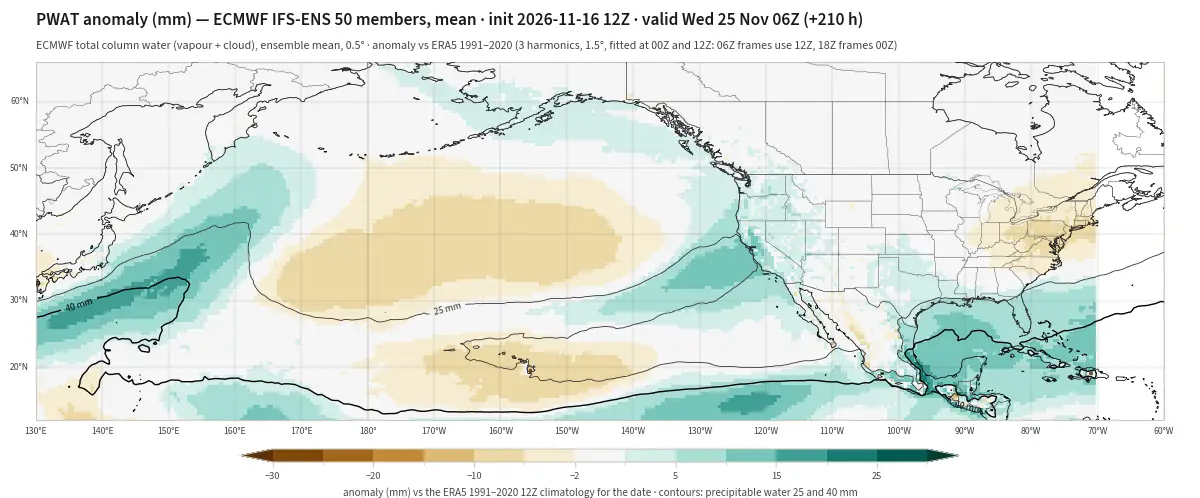 PWAT anomaly (mm) — ECMWF IFS-ENS 50 members, mean · init 2026-11-16 12Z · valid Wed 25 Nov 06Z (+210 h)
ECMWF total column water (vapour + cloud), ensemble mean, 0.5° · anomaly vs ERA5 1991–2020 (3 harmonics, 1.5°, fitted at 00Z and 12Z: 06Z frames use 12Z, 18Z frames 00Z)
60°N
50°N
40°N
30°N
20°N
40 mm
25 mm
130°E 140°E 150°E 160°E 170°E 180° 170°W 160°W 150°W 140°W 130°W 120°W 110°W 100°W 90°W 80°W 70°W 60°W
−30 −20 −10 −2 5 15 25
anomaly (mm) vs the ERA5 1991–2020 12Z climatology for the date · contours: precipitable water 25 and 40 mm